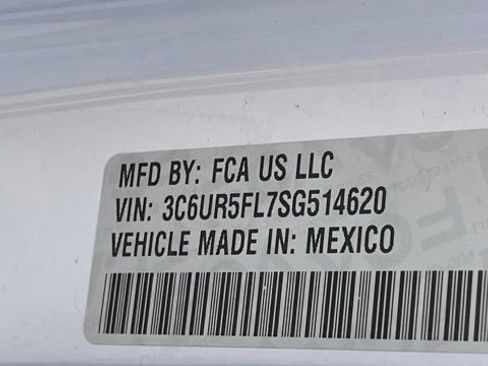 MFD BY: FCA US LLC
VIN: 3C6UR5FL7SG514620
VEHICLE MADE IN: MEXICO